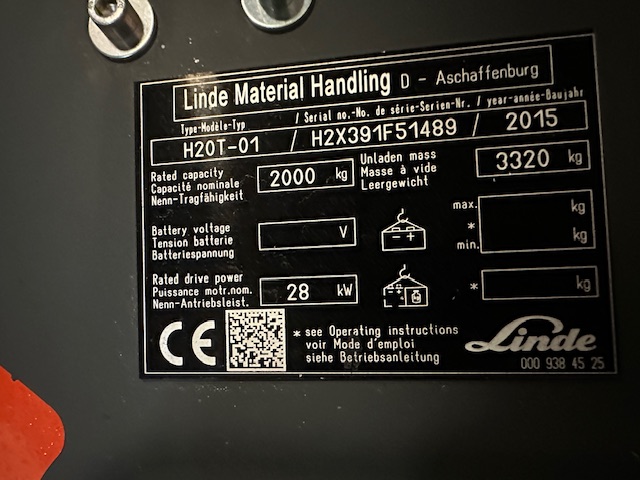 Linde Material Handling D - Aschaffenburg
Type-Modèle-Typ / Serial no.-No. de série-Serien-Nr. / year-année-Baujahr
H20T-01 / H2X391F51489 / 2015
Rated capacity
Capacité nominale
Nenn-Tragfähigkeit
2000 kg
Unladen mass
Masse à vide
Leergewicht
3320 kg
Battery voltage
Tension batterie
Batteriespannung
V
max. kg
*
min. kg
Rated drive power
Puissance motr.nom.
Nenn-Antriebsleist.
28 kW
* kg
CE
* see Operating instructions
voir Mode d'emploi
siehe Betriebsanleitung
Linde
000 938 45 25